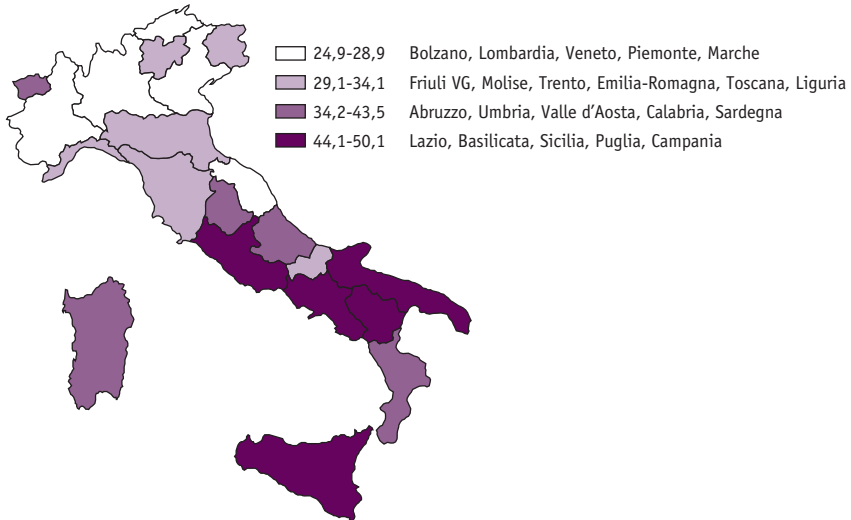 24,9-28,9 Bolzano, Lombardia, Veneto, Piemonte, Marche
29,1-34,1 Friuli VG, Molise, Trento, Emilia-Romagna, Toscana, Liguria
34,2-43,5 Abruzzo, Umbria, Valle d'Aosta, Calabria, Sardegna
44,1-50,1 Lazio, Basilicata, Sicilia, Puglia, Campania